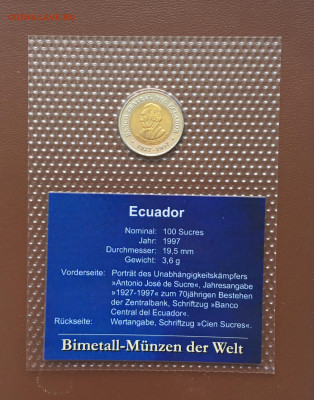 Ecuador
Nominal: 100 Sucres
Jahr: 1997
Durchmesser: 19,5 mm
Gewicht: 3,6 g
Vorderseite: Porträt des Unabhängigkeitskämpfers
»Antonio José de Sucre«, Jahresangabe
»1927-1997« zum 70jährigen Bestehen
der Zentralbank, Schriftzug »Banco
Central del Ecuador«.
Rückseite: Wertangabe, Schriftzug »Cien Sucres«.
Bimetall-Münzen der Welt